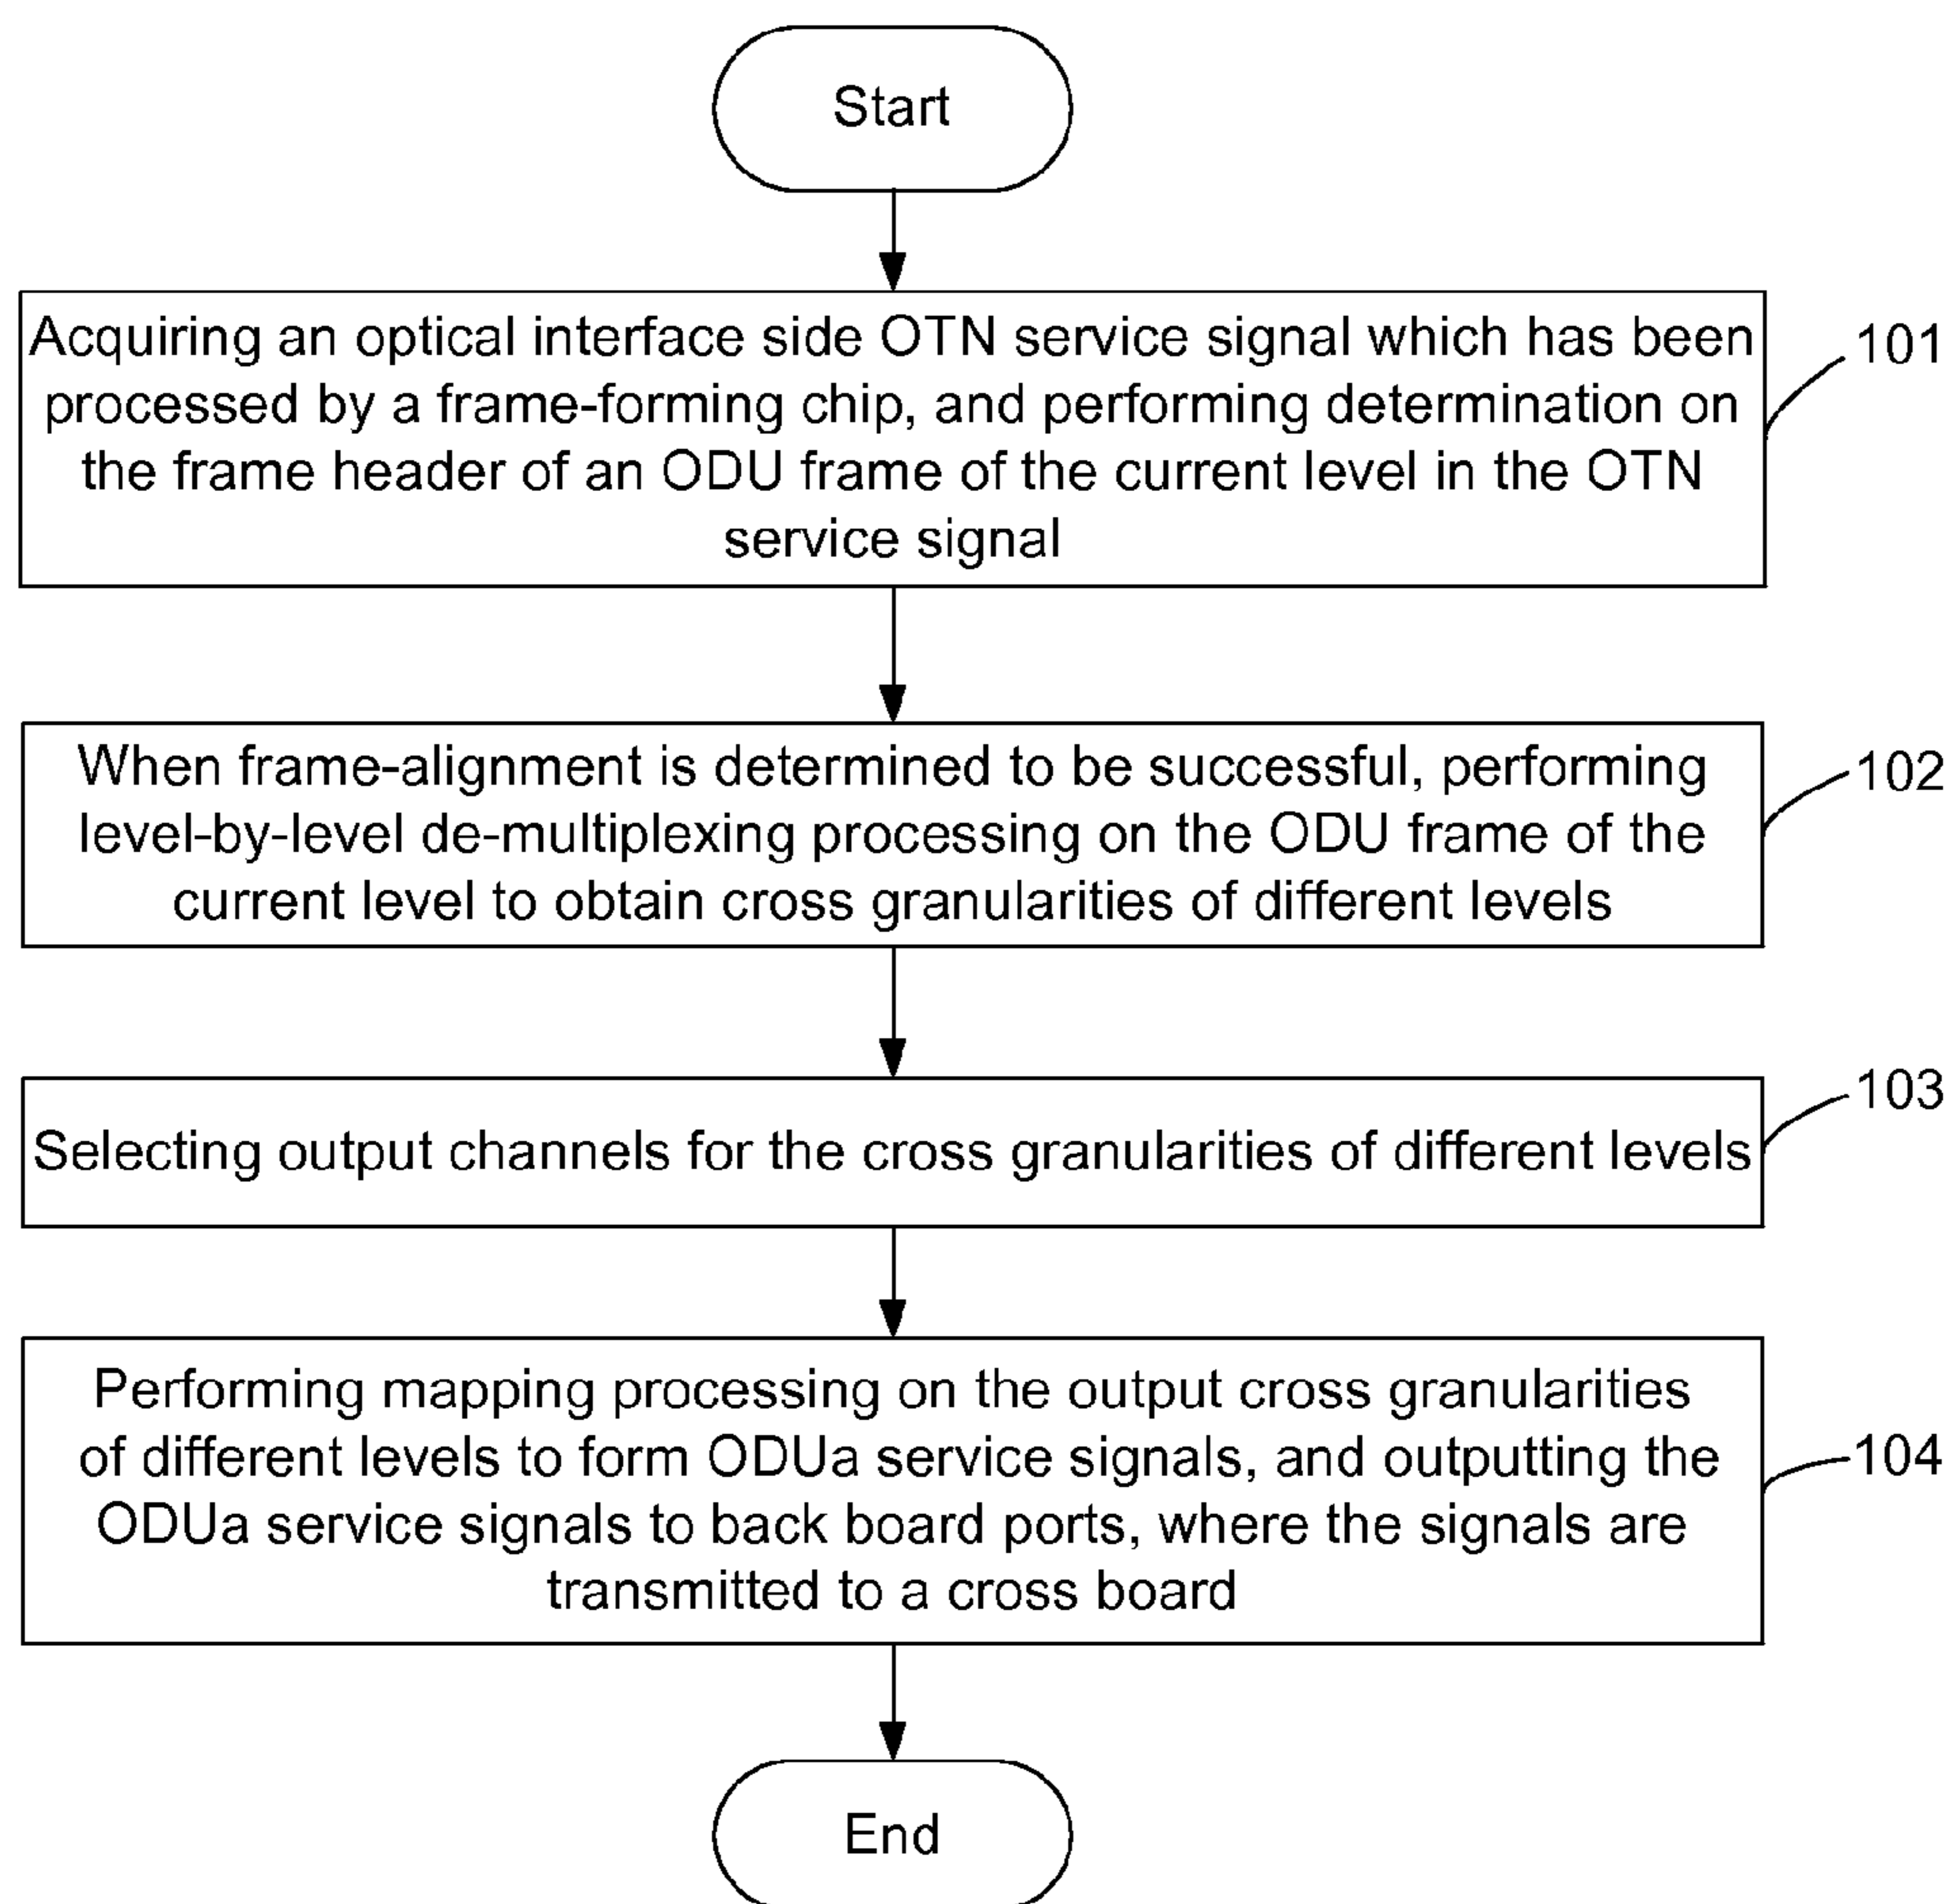 Start
Acquiring an optical interface side OTN service signal which has been
processed by a frame-forming chip, and performing determination on
the frame header of an ODU frame of the current level in the OTN
service signal
101
When frame-alignment is determined to be successful, performing
level-by-level de-multiplexing processing on the ODU frame of the
current level to obtain cross granularities of different levels
102
Selecting output channels for the cross granularities of different levels
103
Performing mapping processing on the output cross granularities
of different levels to form ODUa service signals, and outputting the
ODUa service signals to back board ports, where the signals are
transmitted to a cross board
104
End